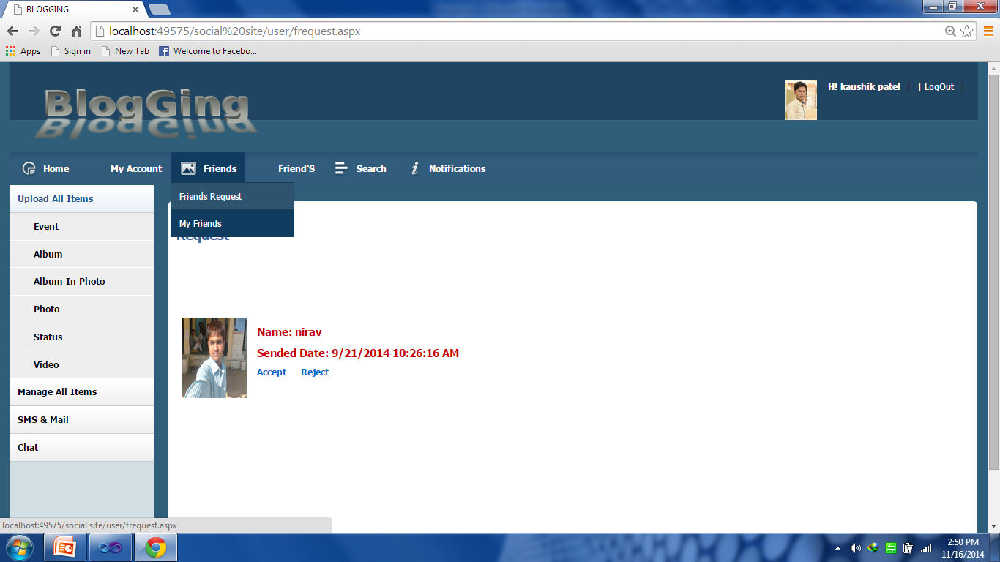 BLOGGING
localhost:49575/social%20site/user/frequest.aspx
Apps Sign in New Tab Welcome to Facebo...
BlogGing
H! kaushik patel | | LogOut |
Home My Account Friends Friend'S Search Notifications
Upload All Items
Friends Request
Event
My Friends
Request
Album
Album In Photo
Photo
Status
Video
Manage All Items
SMS & Mail
Chat
Name: nirav
Sended Date: 9/21/2014 10:26:16 AM
Accept Reject
localhost:49575/social site/user/frequest.aspx
2:50 PM
11/16/2014